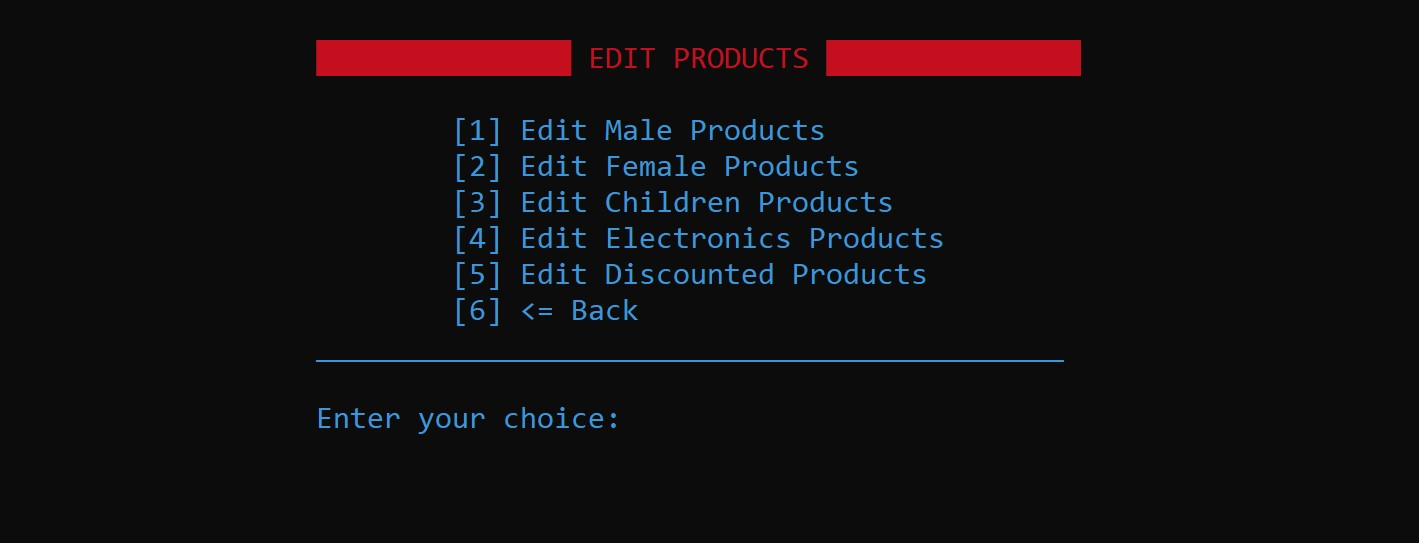 EDIT PRODUCTS
[1] Edit Male Products
[2] Edit Female Products
[3] Edit Children Products
[4] Edit Electronics Products
[5] Edit Discounted Products
[6] <= Back
Enter your choice: